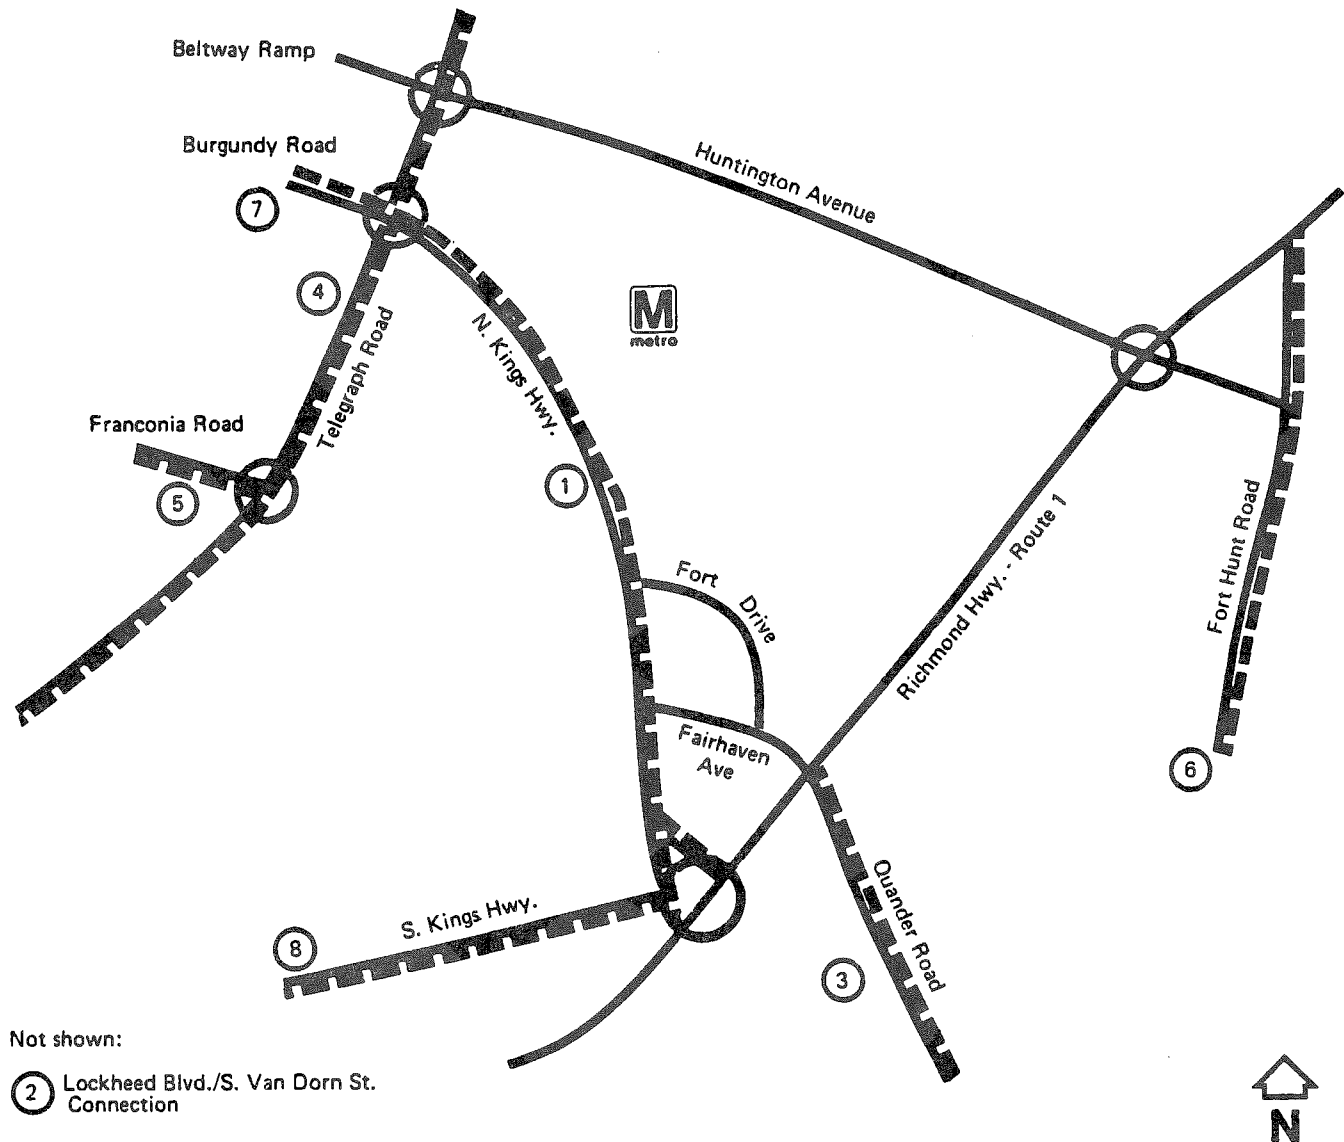 Beltway Ramp
Burgundy Road
7
Huntington Avenue
4
M
metro
N. Kings Hwy.
Telegraph Road
Franconia Road
5
1
Fort Drive
Richmond Hwy. - Route 1
Fort Hunt Road
Fairhaven
Ave
6
S. Kings Hwy.
8
Quander Road
3
Not shown:
2 Lockheed Blvd./S. Van Dorn St.
Connection
N